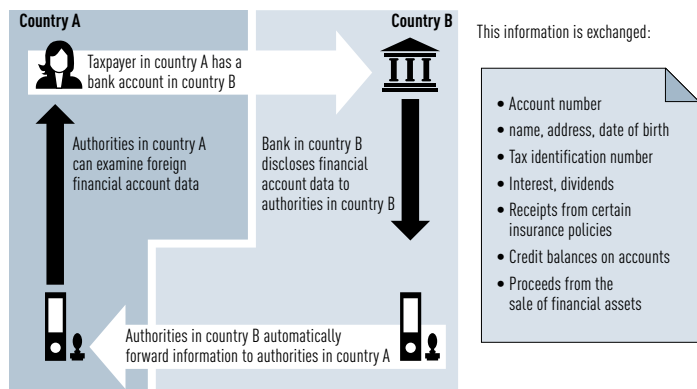 Country A
Country B
Taxpayer in country A has a
bank account in country B
Authorities in country A
can examine foreign
financial account data
Bank in country B
discloses financial
account data to
authorities in country B
Authorities in country B automatically
forward information to authorities in country A
This information is exchanged:
• Account number
• name, address, date of birth
• Tax identification number
• Interest, dividends
• Receipts from certain
insurance policies
• Credit balances on accounts
• Proceeds from the
sale of financial assets